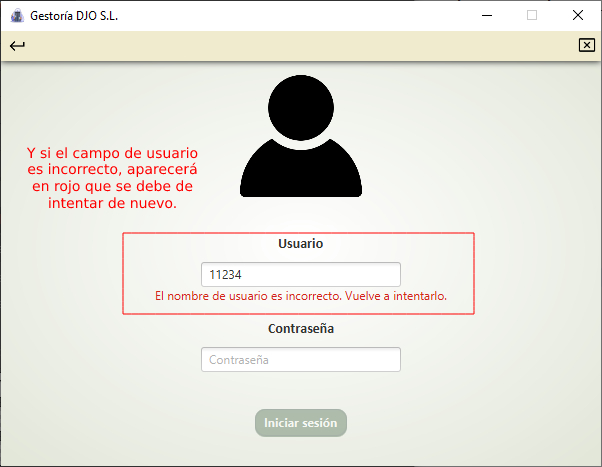 Gestoría DJO S.L.
Y si el campo de usuario
es incorrecto, aparecerá
en rojo que se debe de
intentar de nuevo.
Usuario
11234
El nombre de usuario es incorrecto. Vuelve a intentarlo.
Contraseña
Contraseña
Iniciar sesión